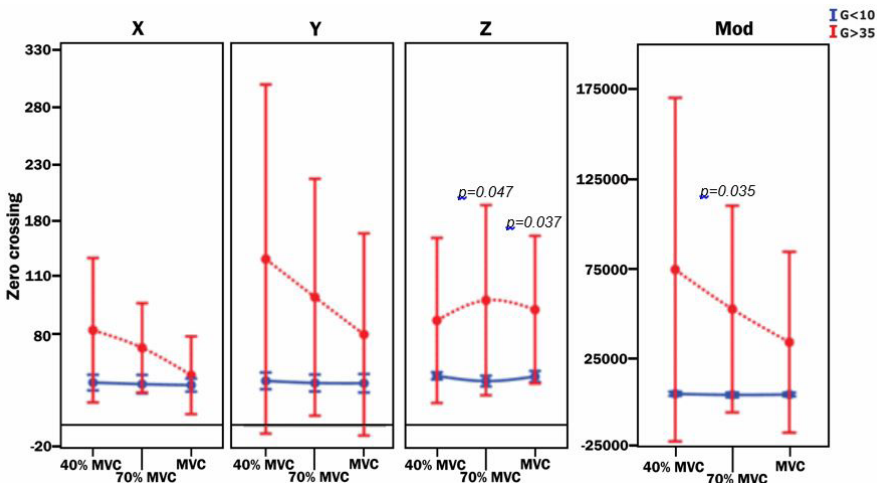 X
Y
Z
Mod
G<10
G>35
Zero crossing
330
280
230
180
110
80
-20
175000
125000
75000
25000
-25000
p=0.047
p=0.037
p=0.035
40% MVC
70% MVC
MVC
40% MVC
70% MVC
MVC
40% MVC
70% MVC
MVC
40% MVC
70% MVC
MVC